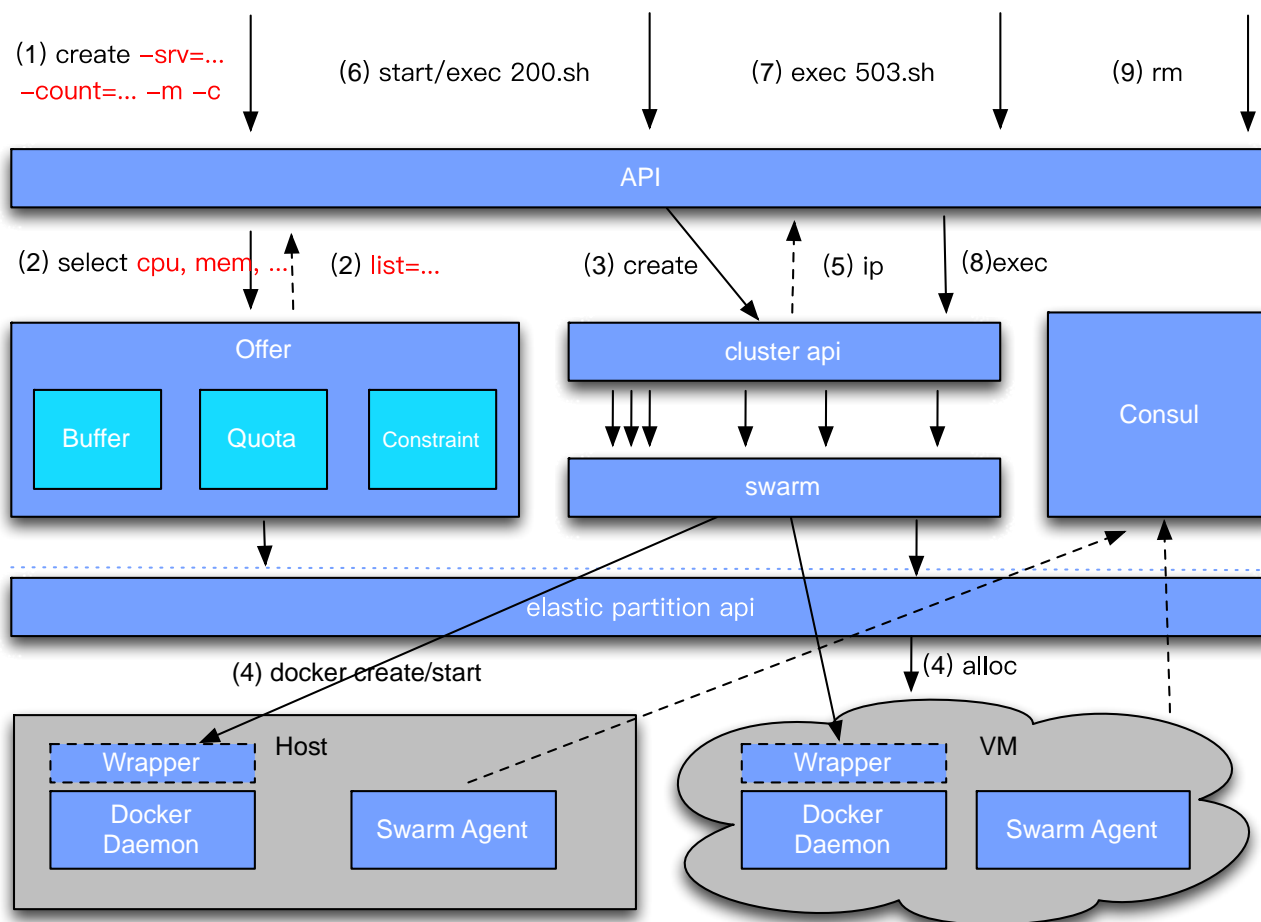 (1) create –srv=...
–count=... –m –c
(6) start/exec 200.sh
(7) exec 503.sh
(9) rm
API
(2) select cpu, mem, ...
(2) list=...
(3) create
(5) ip
(8)exec
Offer
Buffer
Quota
Constraint
cluster api
swarm
Consul
elastic partition api
(4) docker create/start
(4) alloc
Host
Wrapper
Docker
Daemon
Swarm Agent
VM
Wrapper
Docker
Daemon
Swarm Agent